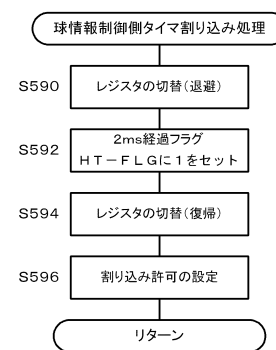 球情報制御側タイマ割り込み処理
S590
レジスタの切替(退避)
S592
2ms経過フラグ
HT-FLGに1をセット
S594
レジスタの切替(復帰)
S596
割り込み許可の設定
リターン